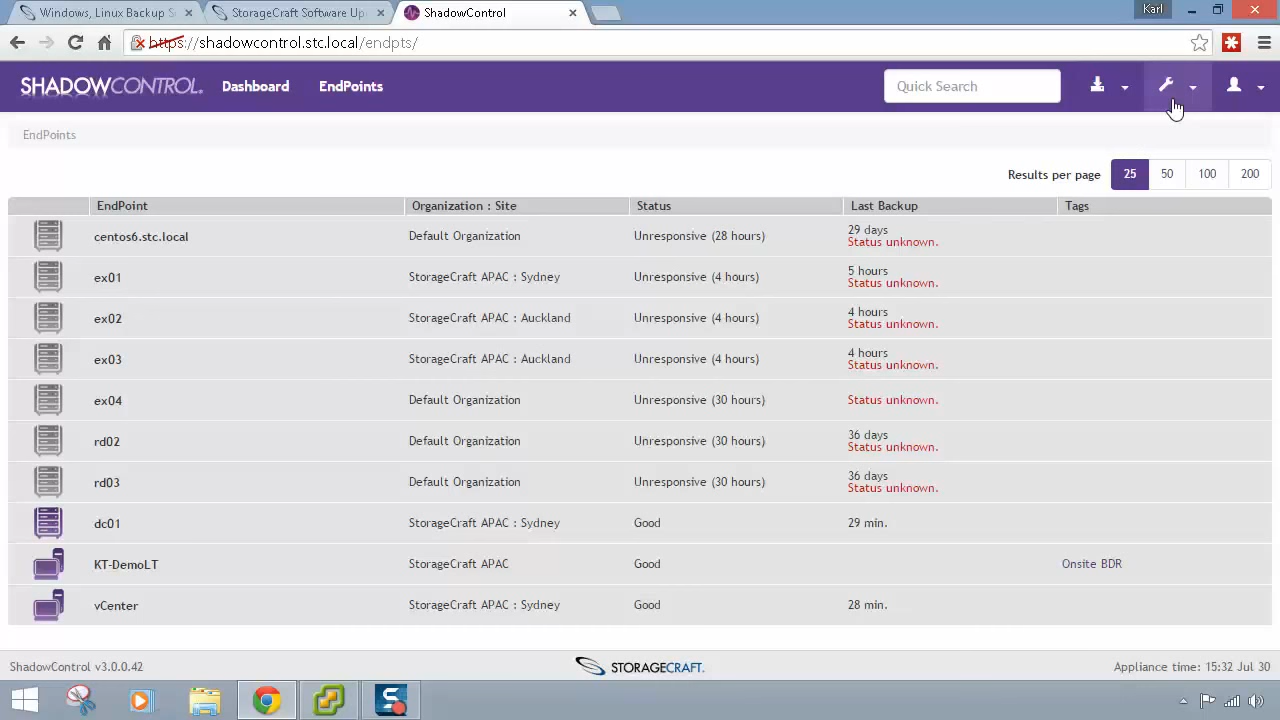 Windows, Linux Backup S
StorageCraft Software Up
ShadowControl
Karl
https://shadowcontrol.stc.local/endpts/
SHADOWCONTROL.
Dashboard
EndPoints
Quick Search
EndPoints
Results per page
25
50
100
200
EndPoint
Organization : Site
Status
Last Backup
Tags
centos6.stc.local
Default Organization
Unresponsive (28 hours)
29 days
Status unknown.
ex01
StorageCraft APAC : Sydney
Unresponsive (4 hours)
5 hours
Status unknown.
ex02
StorageCraft APAC : Auckland
Unresponsive (4 hours)
4 hours
Status unknown.
ex03
StorageCraft APAC : Auckland
Unresponsive (4 hours)
4 hours
Status unknown.
ex04
Default Organization
Unresponsive (30 hours)
Status unknown.
rd02
Default Organization
Unresponsive (30 hours)
36 days
Status unknown.
rd03
Default Organization
Unresponsive (30 hours)
36 days
Status unknown.
dc01
StorageCraft APAC : Sydney
Good
29 min.
KT-DemoLT
StorageCraft APAC
Good
Onsite BDR
vCenter
StorageCraft APAC : Sydney
Good
28 min.
ShadowControl v3.0.0.42
STORAGECRAFT.
Appliance time: 15:32 Jul 30